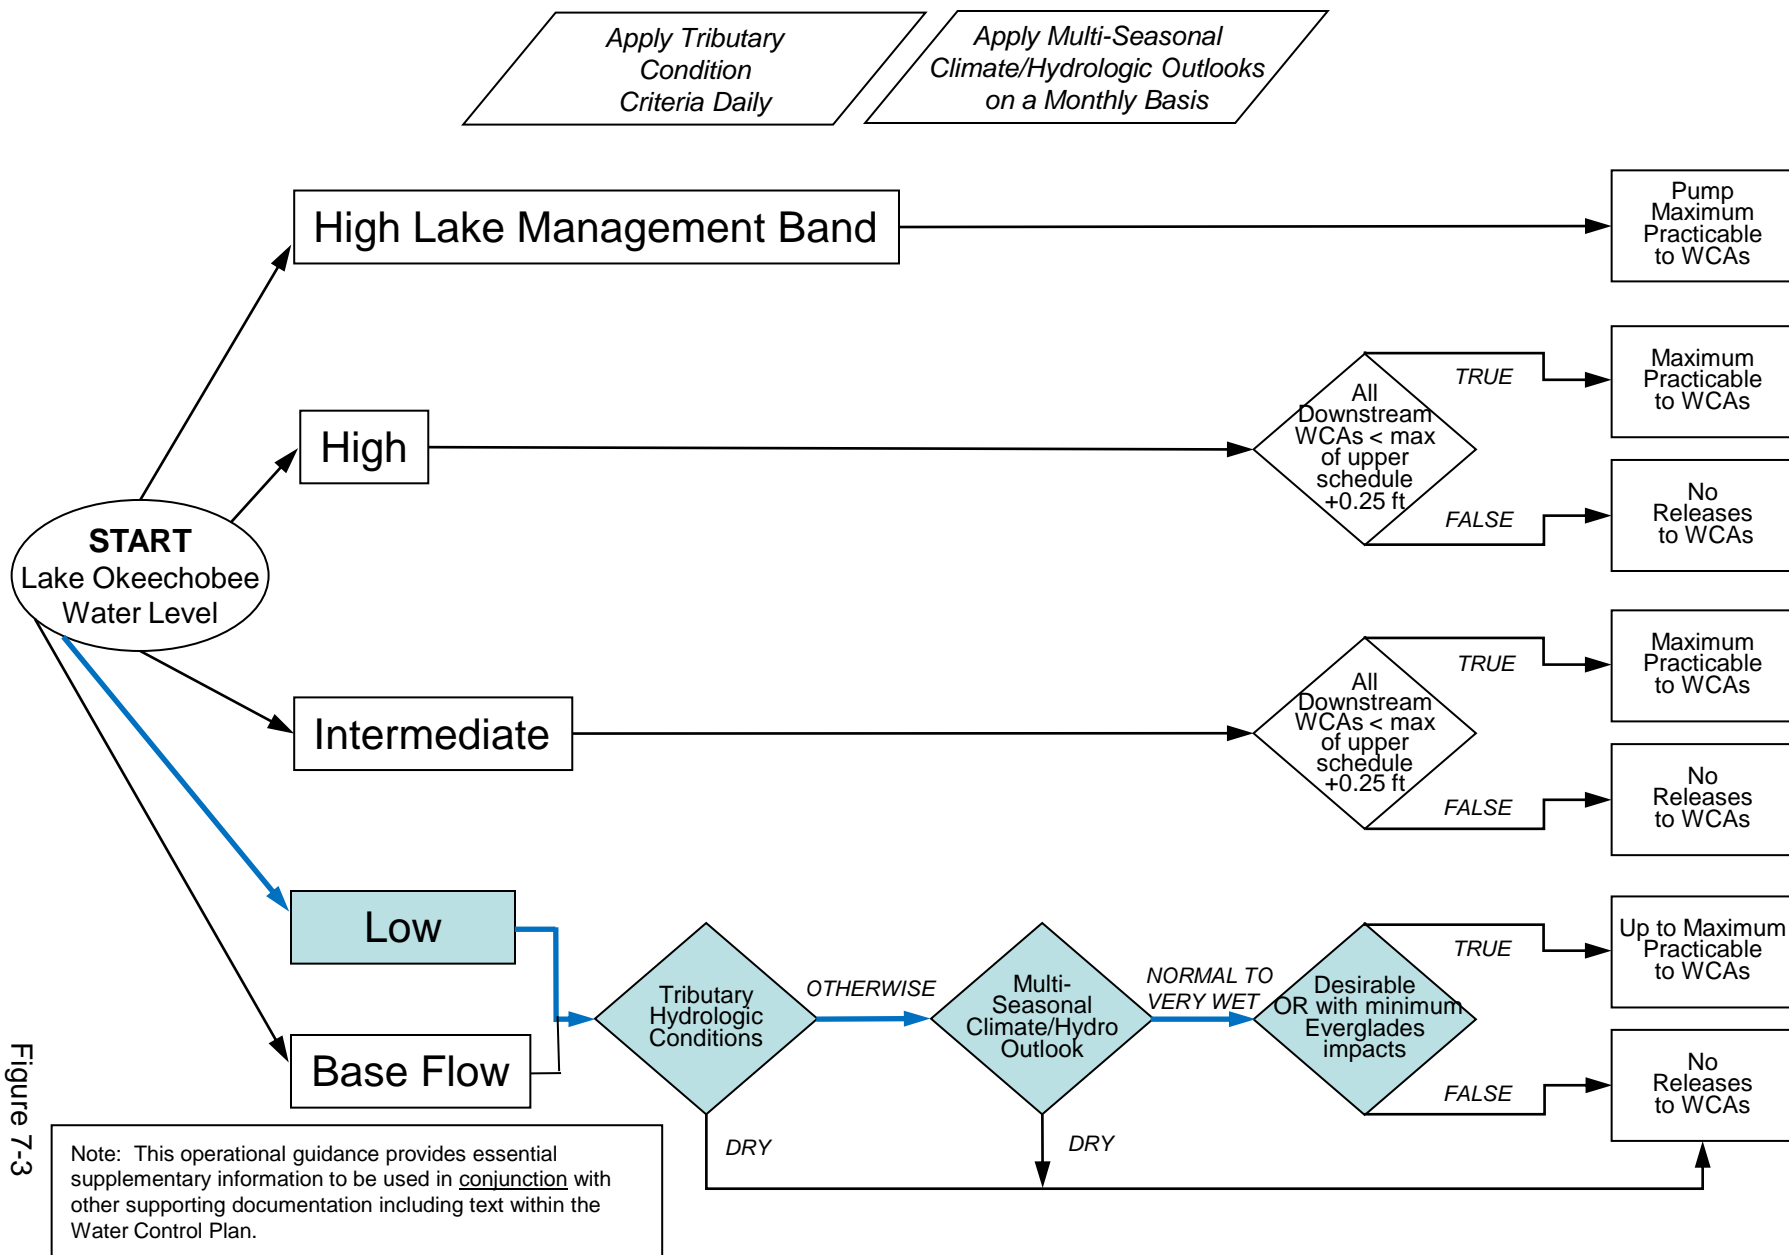 Apply Tributary
Condition
Criteria Daily
Apply Multi-Seasonal
Climate/Hydrologic Outlooks
on a Monthly Basis
High Lake Management Band
Pump
Maximum
Practicable
to WCAs
High
All
Downstream
WCAs < max
of upper
schedule
+0.25 ft
TRUE
Maximum
Practicable
to WCAs
FALSE
No
Releases
to WCAs
START
Lake Okeechobee
Water Level
Intermediate
All
Downstream
WCAs < max
of upper
schedule
+0.25 ft
TRUE
Maximum
Practicable
to WCAs
FALSE
No
Releases
to WCAs
Low
Base Flow
Tributary
Hydrologic
Conditions
OTHERWISE
DRY
Multi-
Seasonal
Climate/Hydro
Outlook
NORMAL TO
VERY WET
DRY
Desirable
OR with minimum
Everglades
impacts
TRUE
Up to Maximum
Practicable
to WCAs
FALSE
No
Releases
to WCAs
Figure 7-3
Note: This operational guidance provides essential
supplementary information to be used in conjunction with
other supporting documentation including text within the
Water Control Plan.